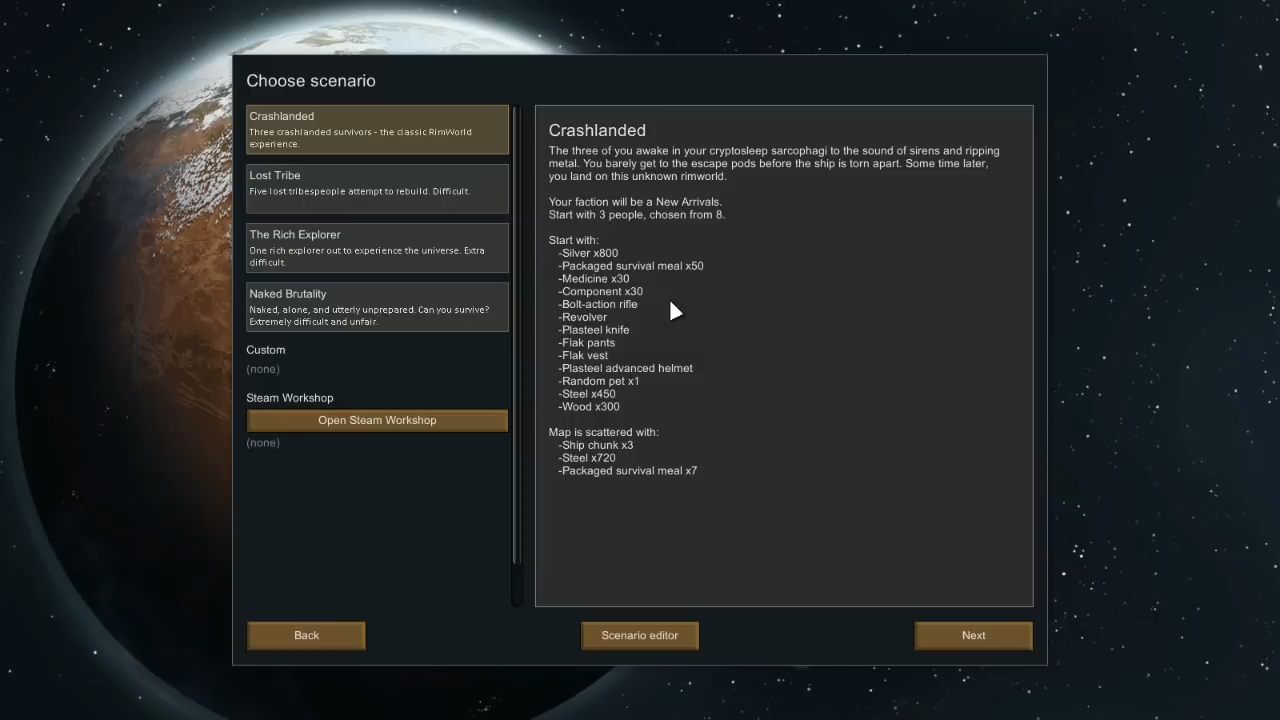 Choose scenario
Crashlanded
Three crashlanded survivors - the classic RimWorld
experience.
Lost Tribe
Five lost tribespeople attempt to rebuild. Difficult.
The Rich Explorer
One rich explorer out to experience the universe. Extra
difficult.
Naked Brutality
Naked, alone, and utterly unprepared. Can you survive?
Extremely difficult and unfair.
Custom
(none)
Steam Workshop
Open Steam Workshop
(none)
Crashlanded
The three of you awake in your cryptosleep sarcophagi to the sound of sirens and ripping
metal. You barely get to the escape pods before the ship is torn apart. Some time later,
you land on this unknown rimworld.
Your faction will be a New Arrivals.
Start with 3 people, chosen from 8.
Start with:
-Silver x800
-Packaged survival meal x50
-Medicine x30
-Component x30
-Bolt-action rifle
-Revolver
-Plasteel knife
-Flak pants
-Flak vest
-Plasteel advanced helmet
-Random pet x1
-Steel x450
-Wood x300
Map is scattered with:
-Ship chunk x3
-Steel x720
-Packaged survival meal x7
Back
Scenario editor
Next